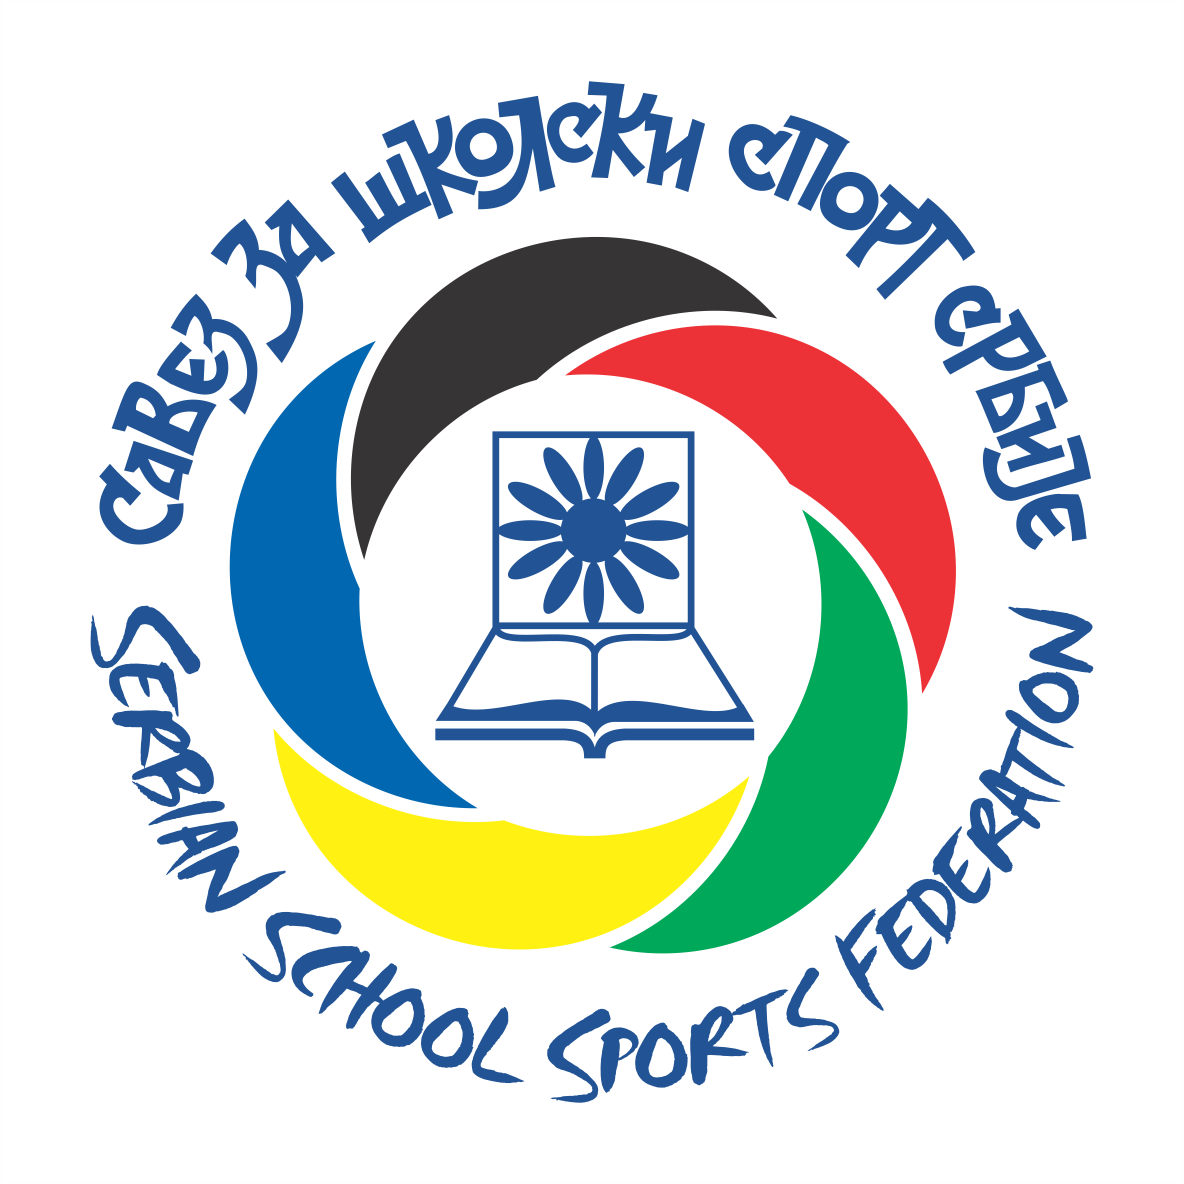 Савез за школски спорт Србије
SERBIAN SCHOOL SPORTS FEDERATION